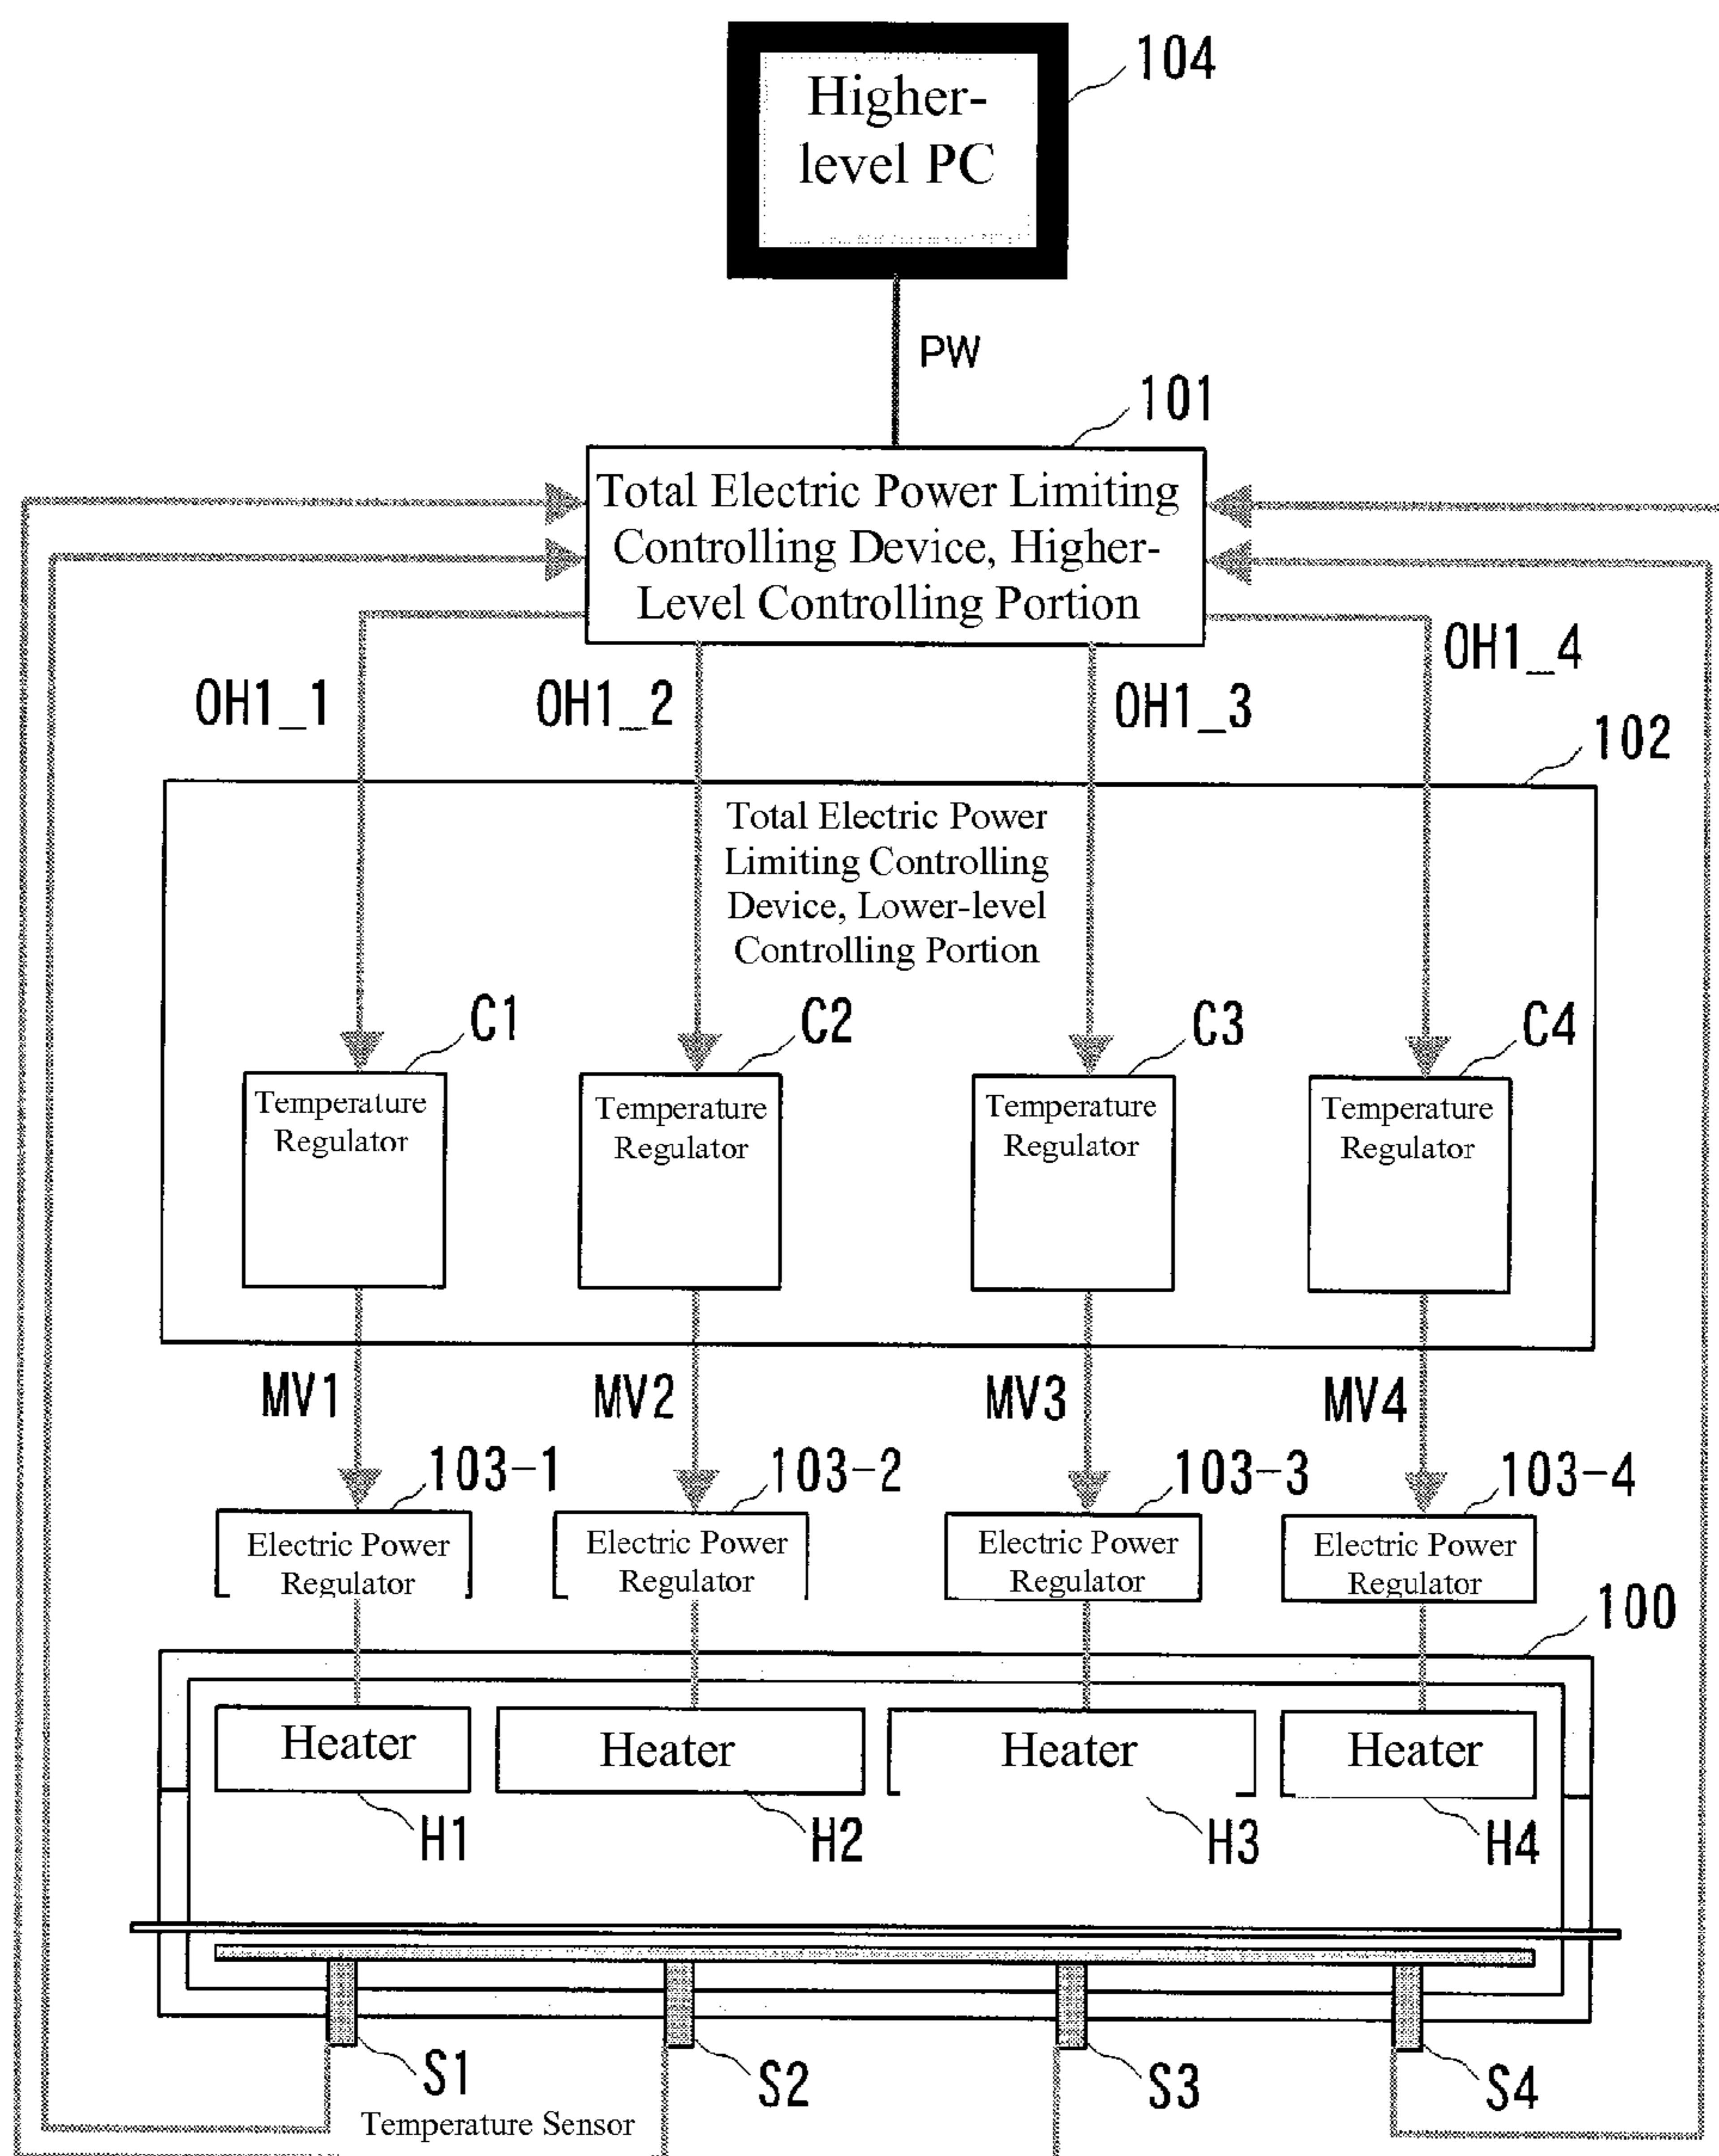 104
Higher-
level PC
PW
101
Total Electric Power Limiting
Controlling Device, Higher-
Level Controlling Portion
OH1_1
OH1_2
OH1_3
OH1_4
102
Total Electric Power
Limiting Controlling
Device, Lower-level
Controlling Portion
C1
C2
C3
C4
Temperature
Regulator
Temperature
Regulator
Temperature
Regulator
Temperature
Regulator
MV1
MV2
MV3
MV4
103-1
103-2
103-3
103-4
Electric Power
Regulator
Electric Power
Regulator
Electric Power
Regulator
Electric Power
Regulator
100
Heater
Heater
Heater
Heater
H1
H2
H3
H4
S1
S2
S3
S4
Temperature Sensor